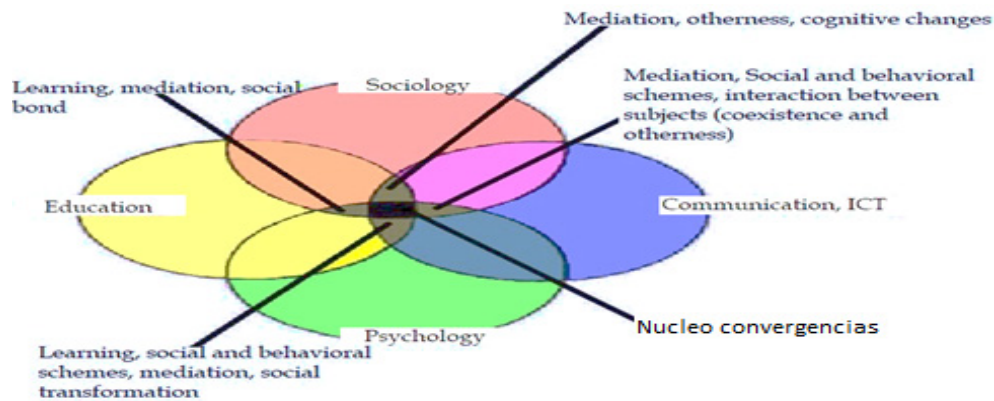 Mediation, otherness, cognitive changes
Learning, mediation, social
bond
Sociology
Mediation, Social and behavioral
schemes, interaction between
subjects (coexistence and
otherness)
Education
Communication, ICT
Psychology
Nucleo convergencias
Learning, social and behavioral
schemes, mediation, social
transformation